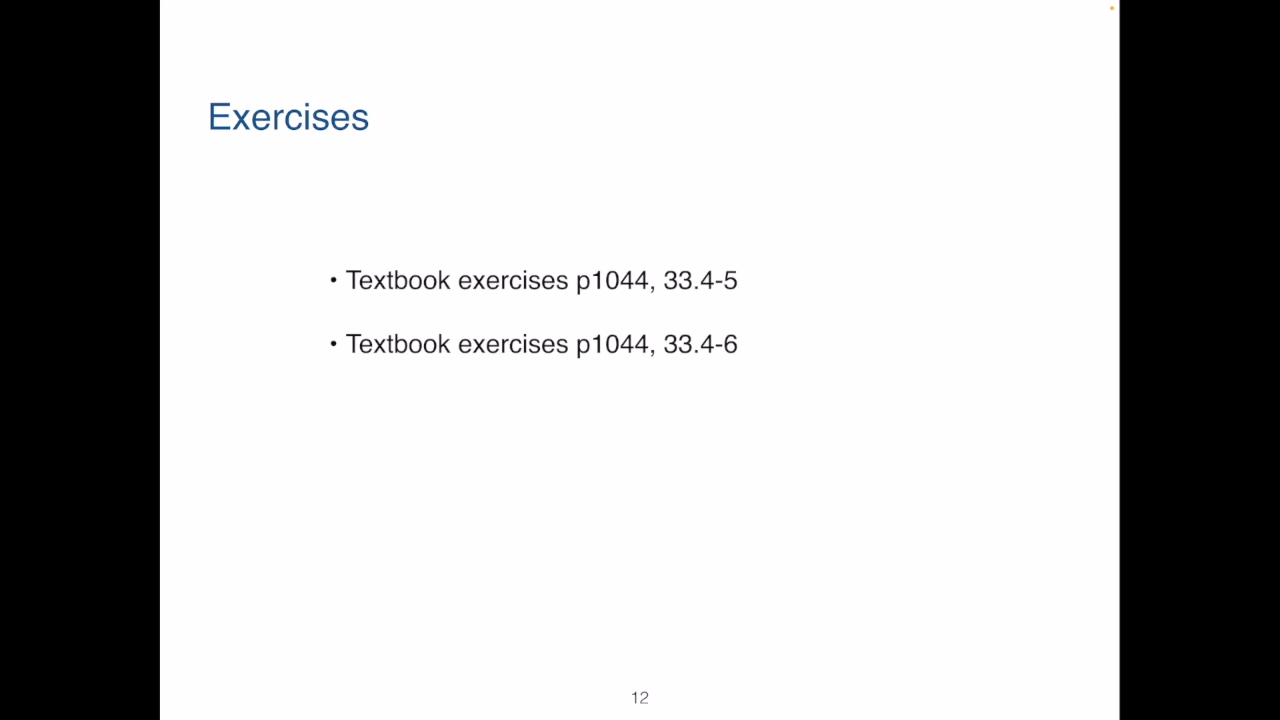 Exercises
• Textbook exercises p1044, 33.4-5
• Textbook exercises p1044, 33.4-6
12